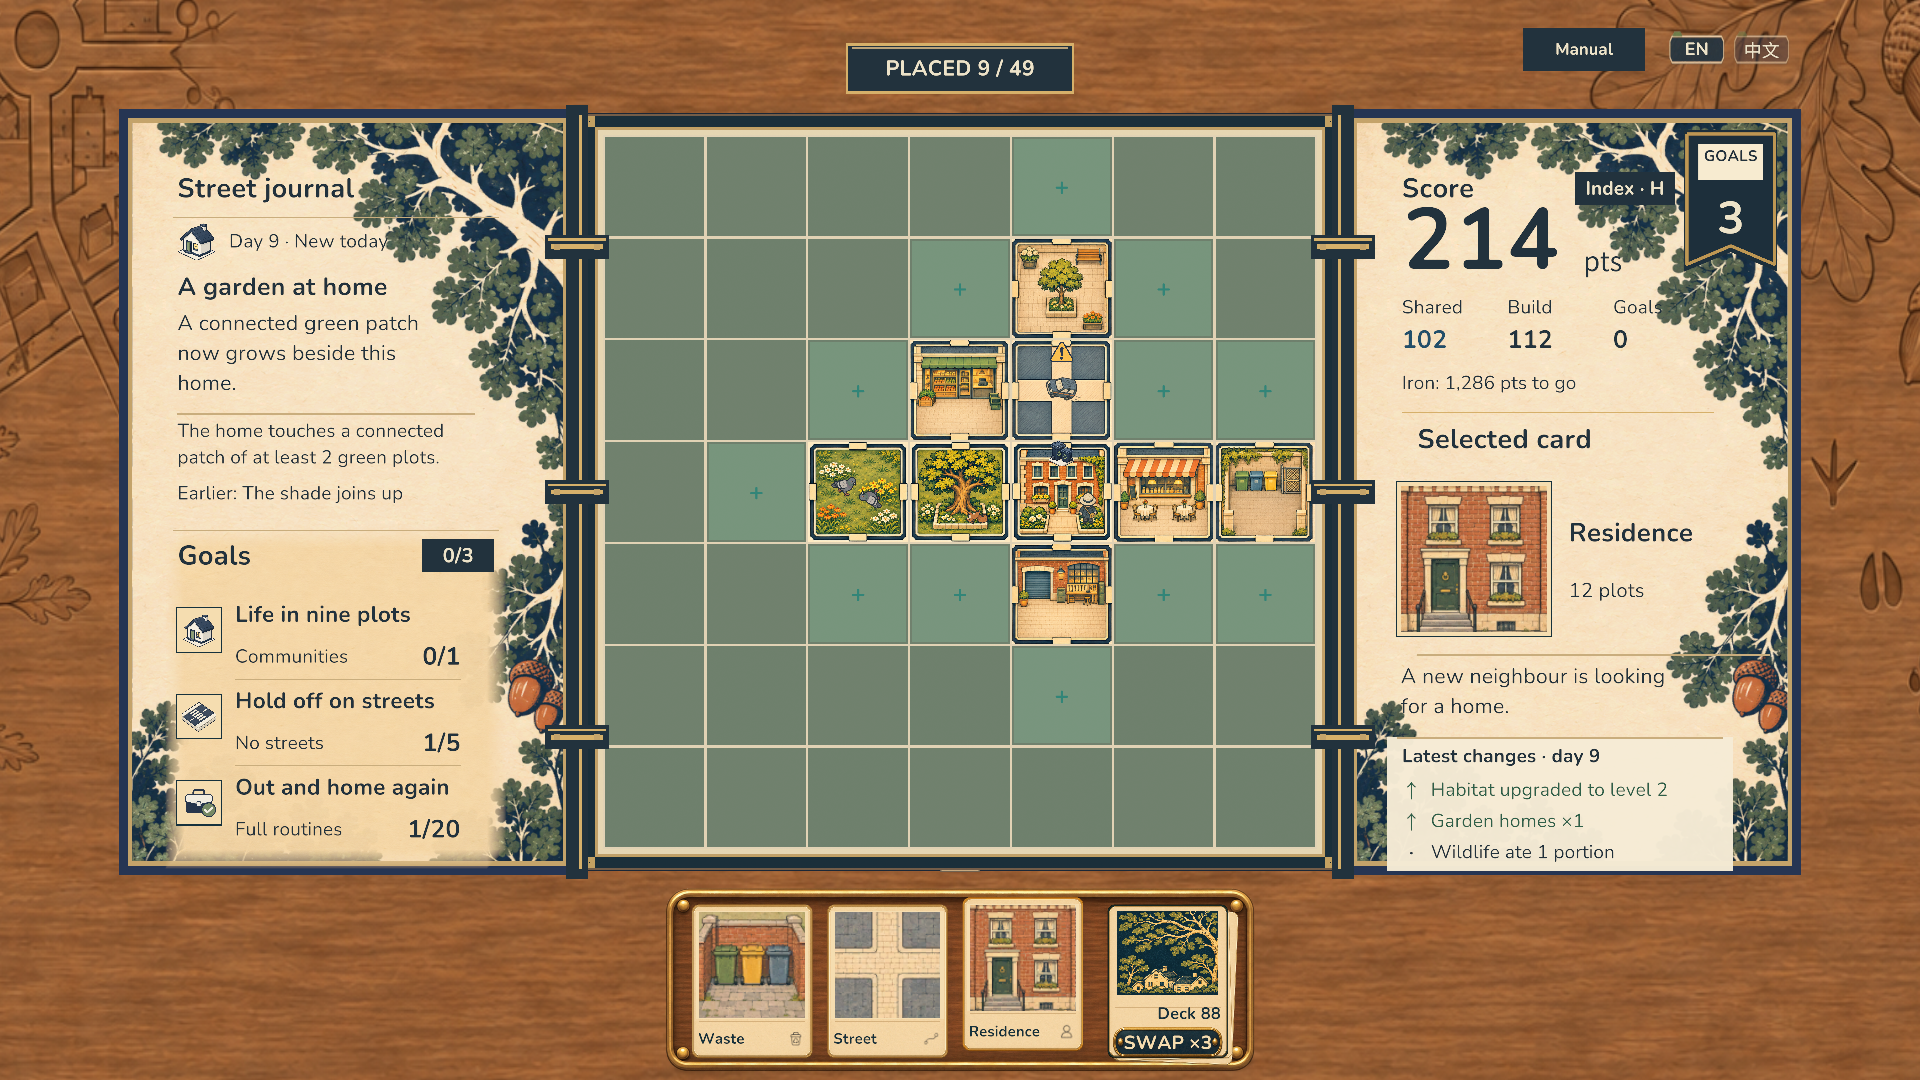 PLACED 9 / 49
Manual
EN
中文
Street journal
Day 9 · New today
A garden at home
A connected green patch
now grows beside this
home.
The home touches a connected
patch of at least 2 green plots.
Earlier: The shade joins up
Goals
0/3
Life in nine plots
Communities
0/1
Hold off on streets
No streets
1/5
Out and home again
Full routines
1/20
Score
Index · H
GOALS
3
214
pts
Shared
Build
Goals
102
112
0
Iron: 1,286 pts to go
Selected card
Residence
12 plots
A new neighbour is looking
for a home.
Latest changes · day 9
↑ Habitat upgraded to level 2
↑ Garden homes ×1
· Wildlife ate 1 portion
Waste
Street
Residence
Deck 88
SWAP ×3